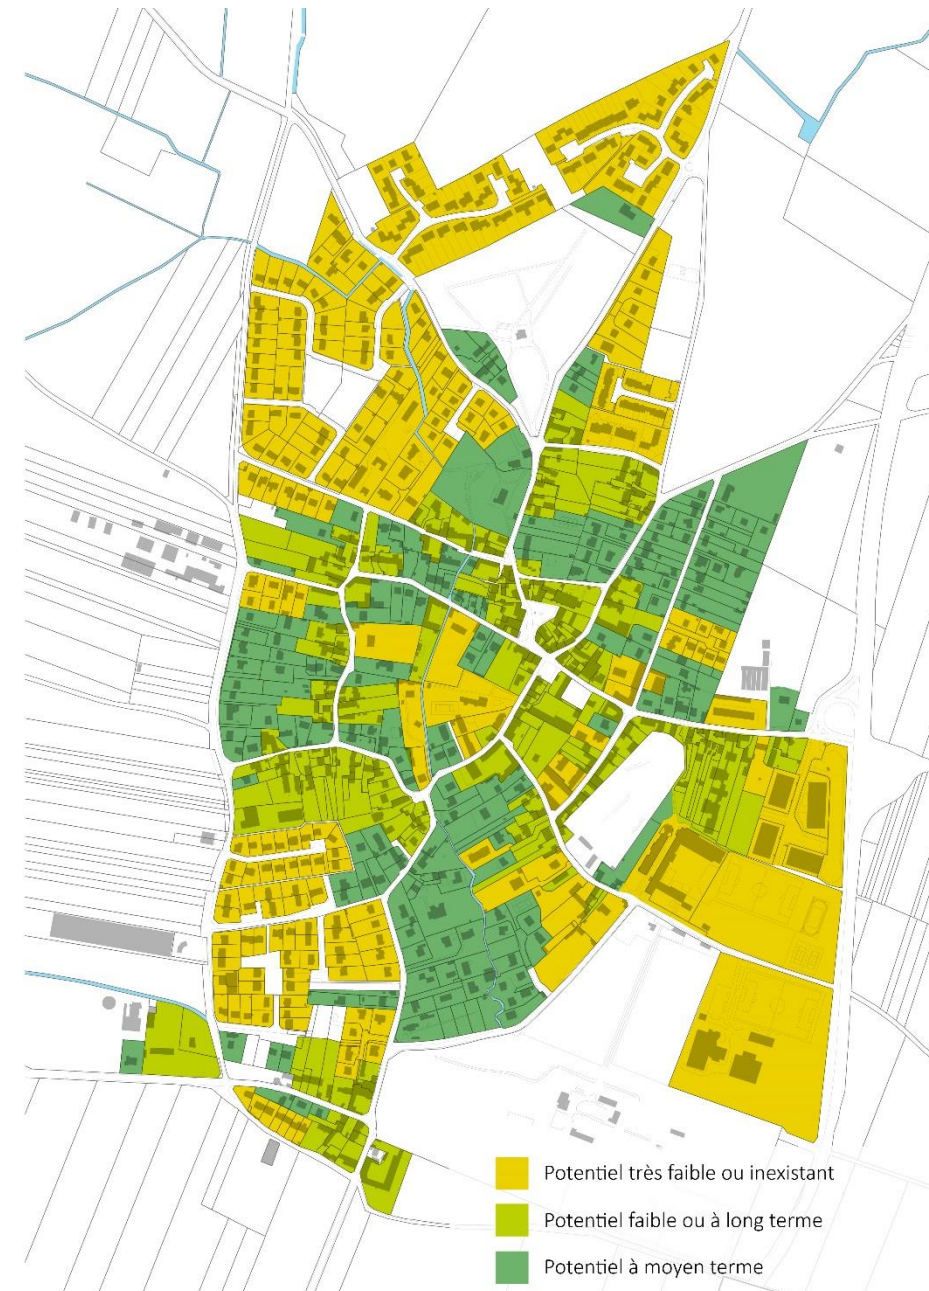 Potentiel très faible ou inexistant
Potentiel faible ou à long terme
Potentiel à moyen terme